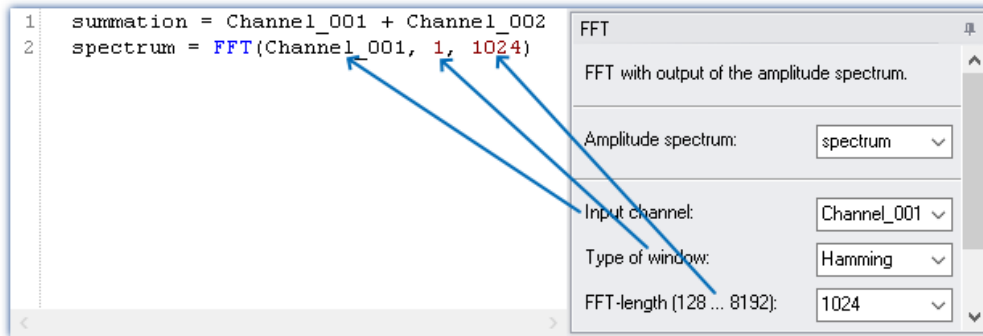 1 summation = Channel_001 + Channel_002
2 spectrum = FFT(Channel_001, 1, 1024)
FFT
FFT with output of the amplitude spectrum.
Amplitude spectrum: spectrum
Input channel: Channel_001
Type of window: Hamming
FFT-length (128 ... 8192): 1024